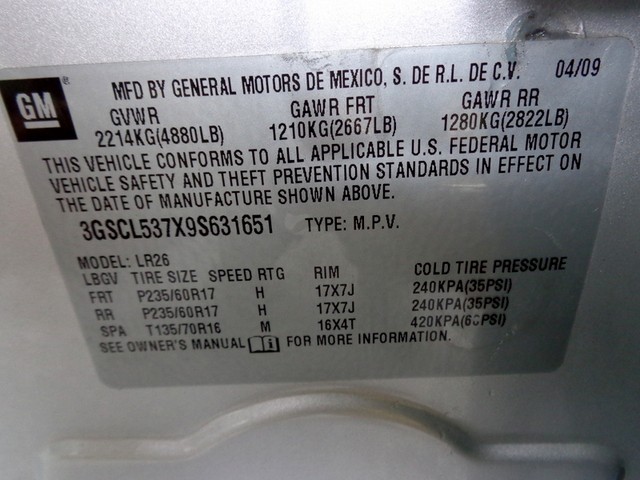 GM ®
MFD BY GENERAL MOTORS DE MEXICO, S. DE R.L. DE C.V. 04/09
GVWR GAWR FRT GAWR RR
2214KG(4880LB) 1210KG(2667LB) 1280KG(2822LB)
THIS VEHICLE CONFORMS TO ALL APPLICABLE U.S. FEDERAL MOTOR
VEHICLE SAFETY AND THEFT PREVENTION STANDARDS IN EFFECT ON
THE DATE OF MANUFACTURE SHOWN ABOVE.
3GSCL537X9S631651 TYPE: M.P.V.
MODEL: LR26
LBGV TIRE SIZE SPEED RTG RIM COLD TIRE PRESSURE
FRT P235/60R17 H 17X7J 240KPA(35PSI)
RR P235/60R17 H 17X7J 240KPA(35PSI)
SPA T135/70R16 M 16X4T 420KPA(60PSI)
SEE OWNER'S MANUAL FOR MORE INFORMATION.